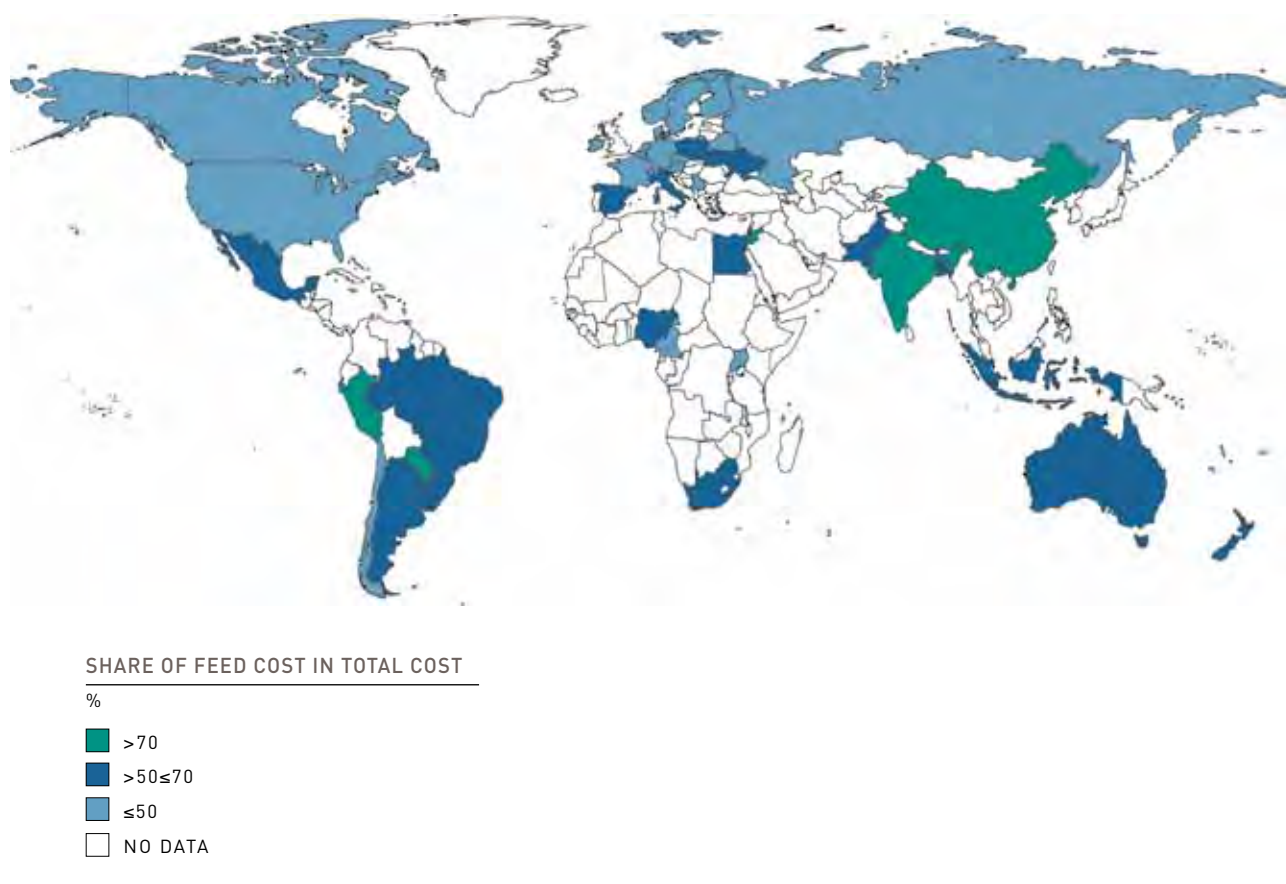 SHARE OF FEED COST IN TOTAL COST
%
>70
>50≤70
≤50
NO DATA